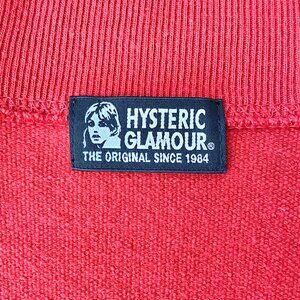 HYSTERIC
GLAMOUR®
THE ORIGINAL SINCE 1984